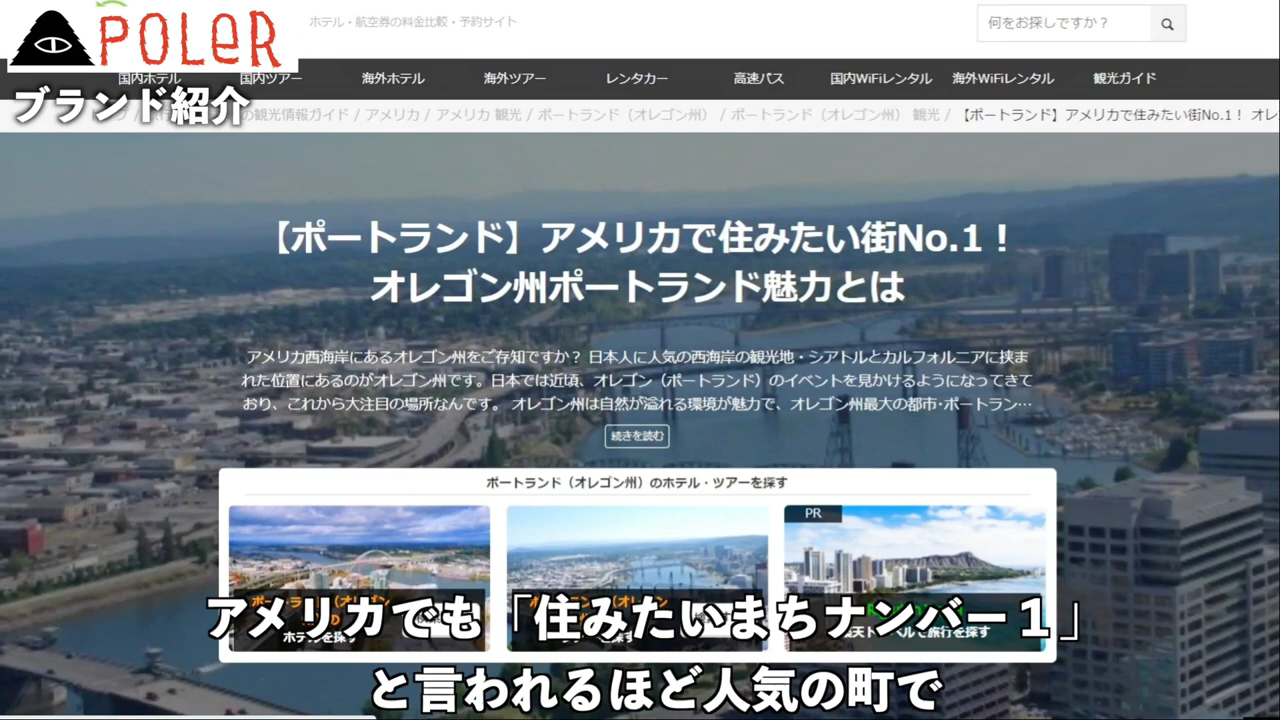 POLeR
ブランド紹介
ホテル・航空券の料金比較・予約サイト
何をお探しですか？
国内ホテル 国内ツアー 海外ホテル 海外ツアー レンタカー 高速バス 国内WiFiレンタル 海外WiFiレンタル 観光ガイド
の観光情報ガイド / アメリカ / アメリカ 観光 / ポートランド（オレゴン州） / ポートランド（オレゴン州） 観光 / 【ポートランド】アメリカで住みたい街No.1！ オレ
【ポートランド】アメリカで住みたい街No.1！
オレゴン州ポートランド魅力とは
アメリカ西海岸にあるオレゴン州をご存知ですか？ 日本人に人気の西海岸の観光地・シアトルとカルフォルニアに挟ま
れた位置にあるのがオレゴン州です。日本では近頃、オレゴン（ポートランド）のイベントを見かけるようになってきて
おり、これから大注目の場所なんです。 オレゴン州は自然が溢れる環境が魅力で、オレゴン州最大の都市･ポートラン…
続きを読む
ポートランド（オレゴン州）のホテル・ツアーを探す
PR
ホテルを探す
で旅行を探す
アメリカでも「住みたいまちナンバー１」
と言われるほど人気の町で